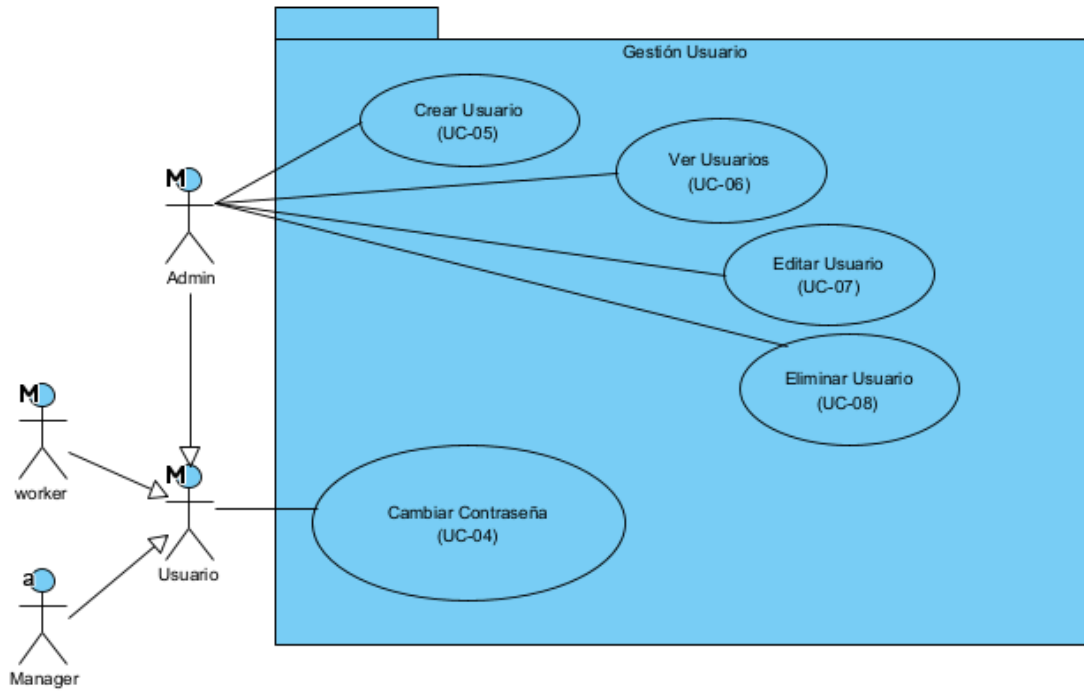 Gestión Usuario
Crear Usuario
(UC-05)
Ver Usuarios
(UC-06)
M
Admin
Editar Usuario
(UC-07)
Eliminar Usuario
(UC-08)
M
worker
M
Usuario
Cambiar Contraseña
(UC-04)
a
Manager